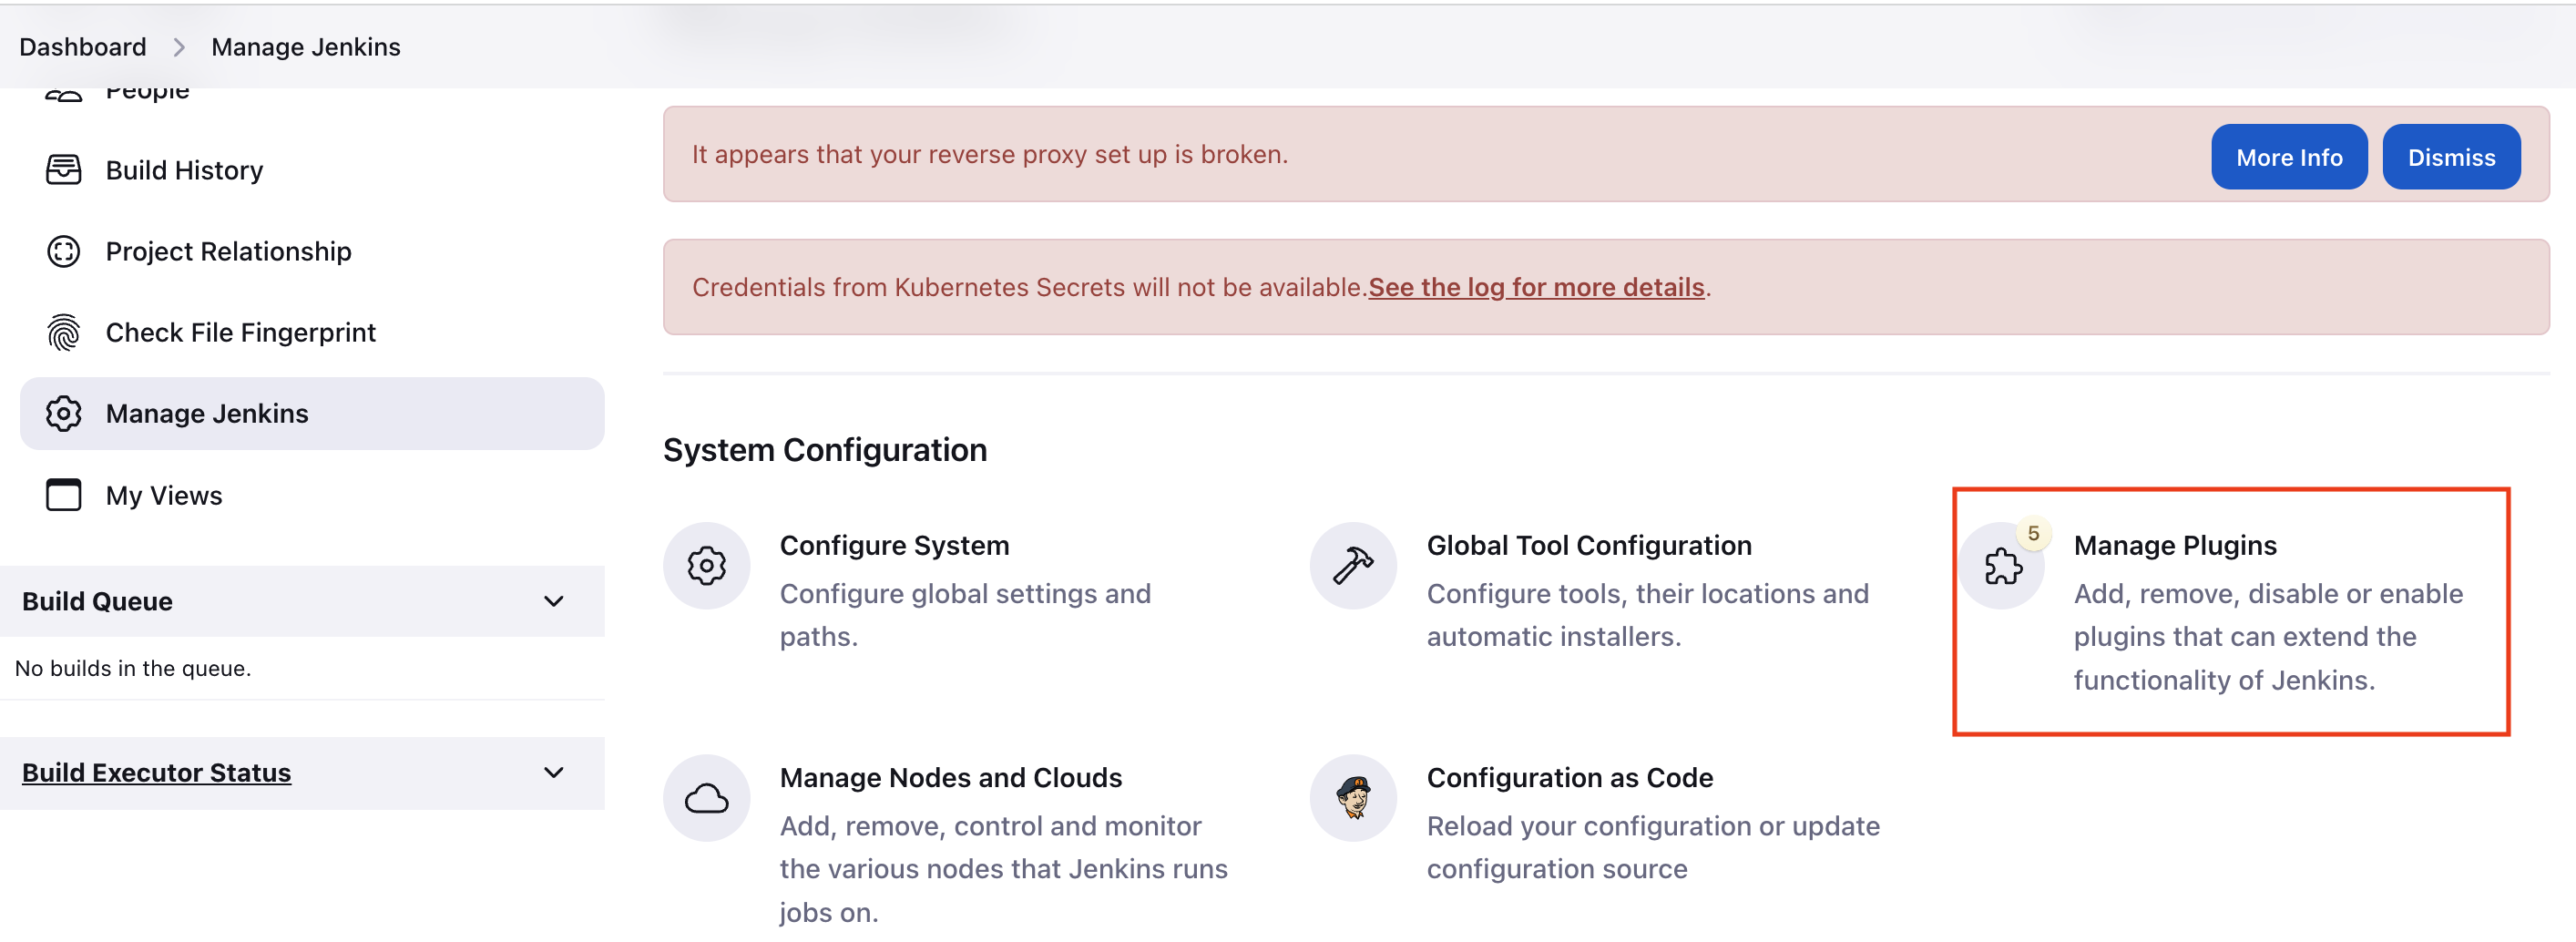 Dashboard
Manage Jenkins
People
Build History
Project Relationship
Check File Fingerprint
Manage Jenkins
My Views
Build Queue
No builds in the queue.
Build Executor Status
It appears that your reverse proxy set up is broken.
More Info
Dismiss
Credentials from Kubernetes Secrets will not be available.See the log for more details.
System Configuration
Configure System
Configure global settings and
paths.
Global Tool Configuration
Configure tools, their locations and
automatic installers.
5
Manage Plugins
Add, remove, disable or enable
plugins that can extend the
functionality of Jenkins.
Manage Nodes and Clouds
Add, remove, control and monitor
the various nodes that Jenkins runs
jobs on.
Configuration as Code
Reload your configuration or update
configuration source